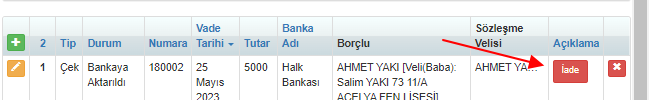 2 Tip Durum Numara Vade Tarihi Tutar Banka Adı Borçlu Sözleşme Velisi Açıklama
1 Çek Bankaya Aktarıldı 180002 25 Mayıs 2023 5000 Halk Bankası AHMET YAKI [Veli(Baba): Salim YAKI 73 11/A AHMET İade